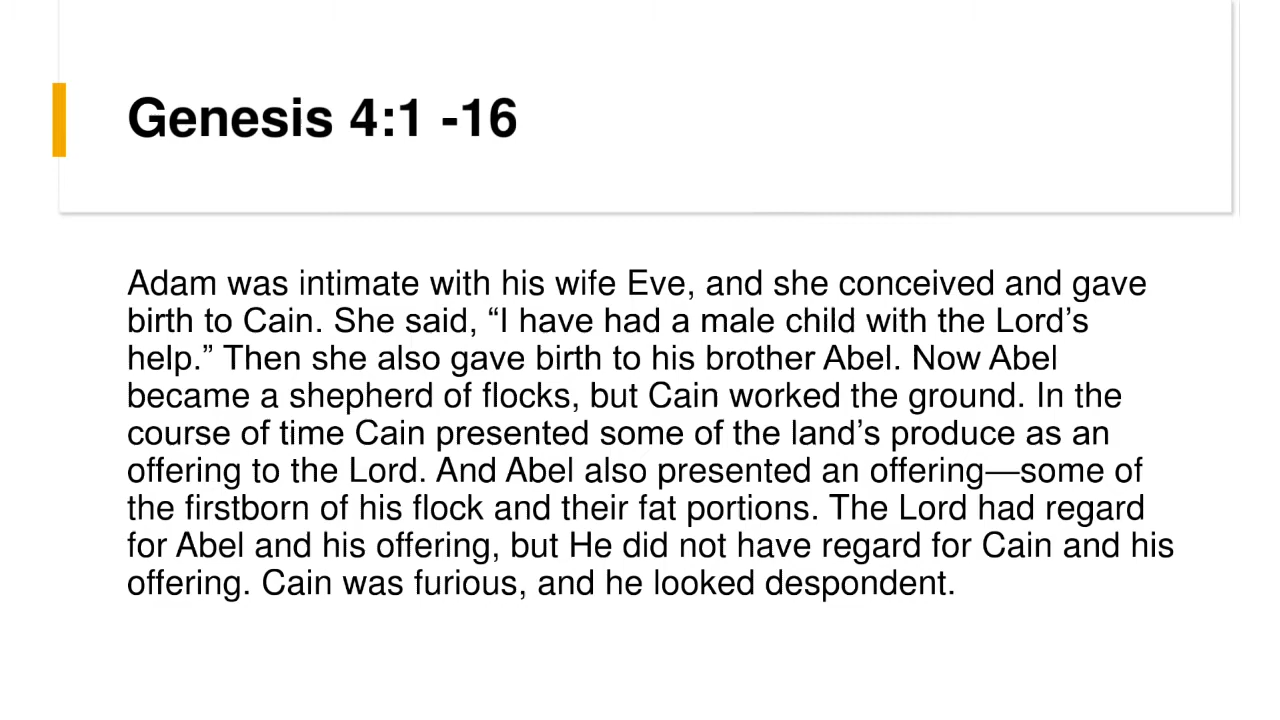 Genesis 4:1 -16
Adam was intimate with his wife Eve, and she conceived and gave
birth to Cain. She said, “I have had a male child with the Lord’s
help.” Then she also gave birth to his brother Abel. Now Abel
became a shepherd of flocks, but Cain worked the ground. In the
course of time Cain presented some of the land’s produce as an
offering to the Lord. And Abel also presented an offering—some of
the firstborn of his flock and their fat portions. The Lord had regard
for Abel and his offering, but He did not have regard for Cain and his
offering. Cain was furious, and he looked despondent.